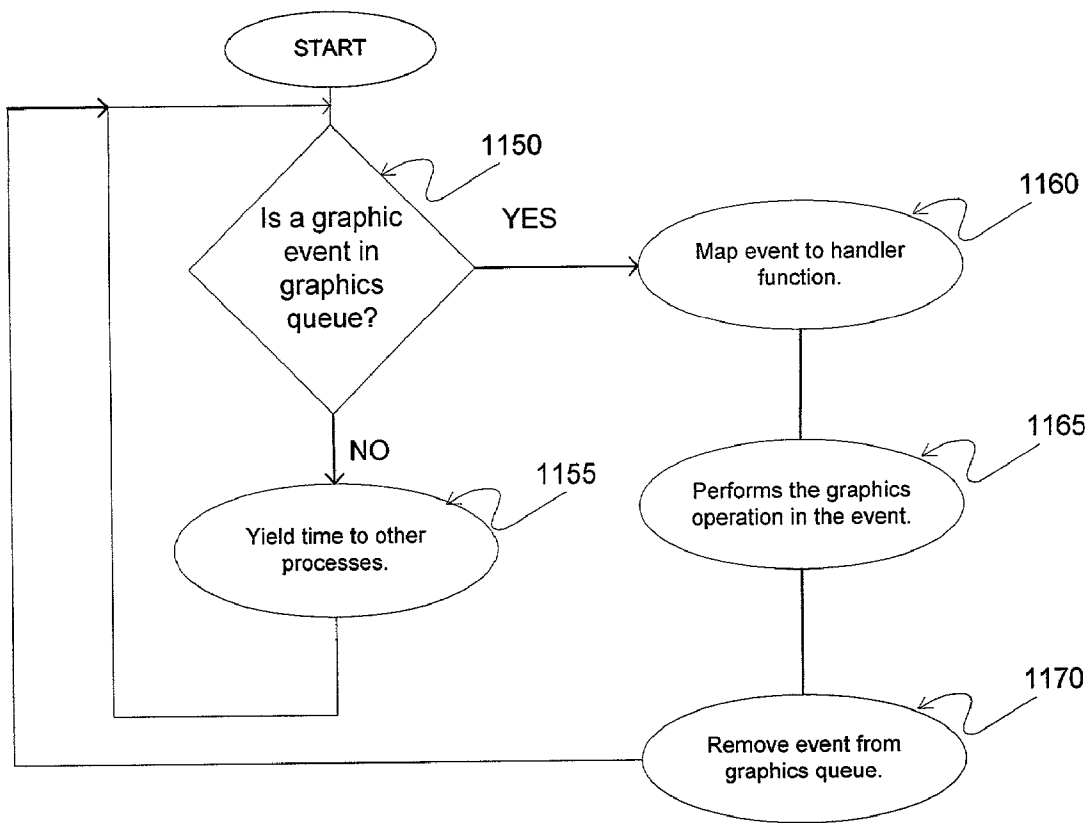 START
1150
Is a graphic
event in
graphics
queue?
YES
1160
Map event to handler
function.
NO
1155
Yield time to other
processes.
1165
Performs the graphics
operation in the event.
1170
Remove event from
graphics queue.